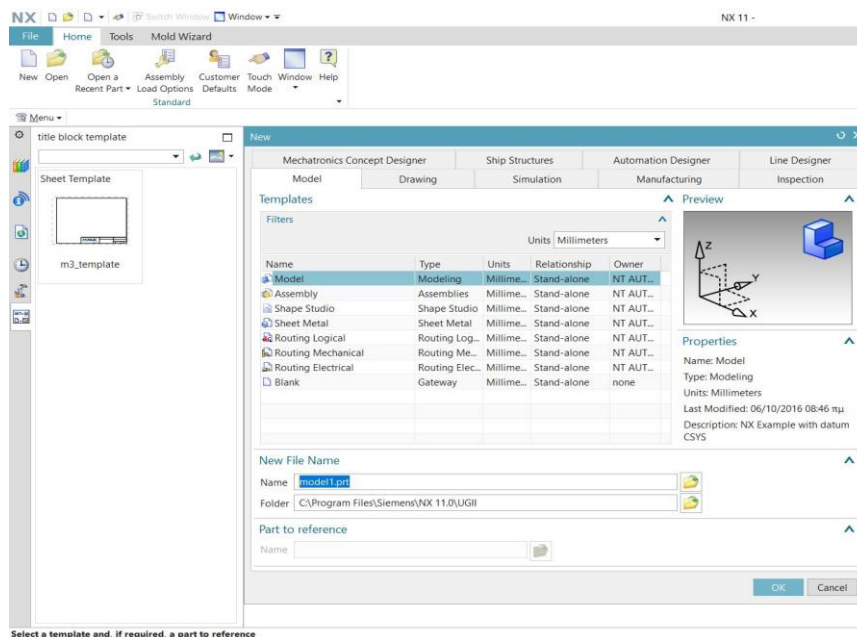 NX Switch Window Window NX 11 -
File Home Tools Mold Wizard
New Open Open a Recent Part Assembly Load Options Customer Defaults Touch Mode Window Help
Standard
Menu
title block template
Sheet Template
m3_template
New
Mechatronics Concept Designer Ship Structures Automation Designer Line Designer
Model Drawing Simulation Manufacturing Inspection
Templates
Filters
Units Millimeters
Name Type Units Relationship Owner
Model Modeling Millime... Stand-alone NT AUT...
Assembly Assemblies Millime... Stand-alone NT AUT...
Shape Studio Shape Studio Millime... Stand-alone NT AUT...
Sheet Metal Sheet Metal Millime... Stand-alone NT AUT...
Routing Logical Routing Log... Millime... Stand-alone NT AUT...
Routing Mechanical Routing Me... Millime... Stand-alone NT AUT...
Routing Electrical Routing Elec... Millime... Stand-alone NT AUT...
Blank Gateway Millime... Stand-alone none
Preview
Z
Y
X
Properties
Name: Model
Type: Modeling
Units: Millimeters
Last Modified: 06/10/2016 08:46 πμ
Description: NX Example with datum
CSYS
New File Name
Name model1.prt
Folder C:\Program Files\Siemens\NX 11.0\UGII
Part to reference
Name
OK Cancel
Select a template and, if required, a part to reference